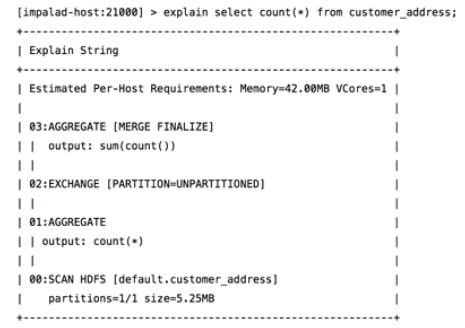 [impalad-host:21000] > explain select count(*) from customer_address;
+----------------------------------------------------------+
| Explain String                                           |
+----------------------------------------------------------+
| Estimated Per-Host Requirements: Memory=42.00MB VCores=1 |
|                                                          |
| 03:AGGREGATE [MERGE FINALIZE]                            |
| |  output: sum(count())                                  |
| |                                                        |
| 02:EXCHANGE [PARTITION=UNPARTITIONED]                    |
| |                                                        |
| 01:AGGREGATE                                             |
| | output: count(*)                                       |
| |                                                        |
| 00:SCAN HDFS [default.customer_address]                  |
|    partitions=1/1 size=5.25MB                            |
+----------------------------------------------------------+